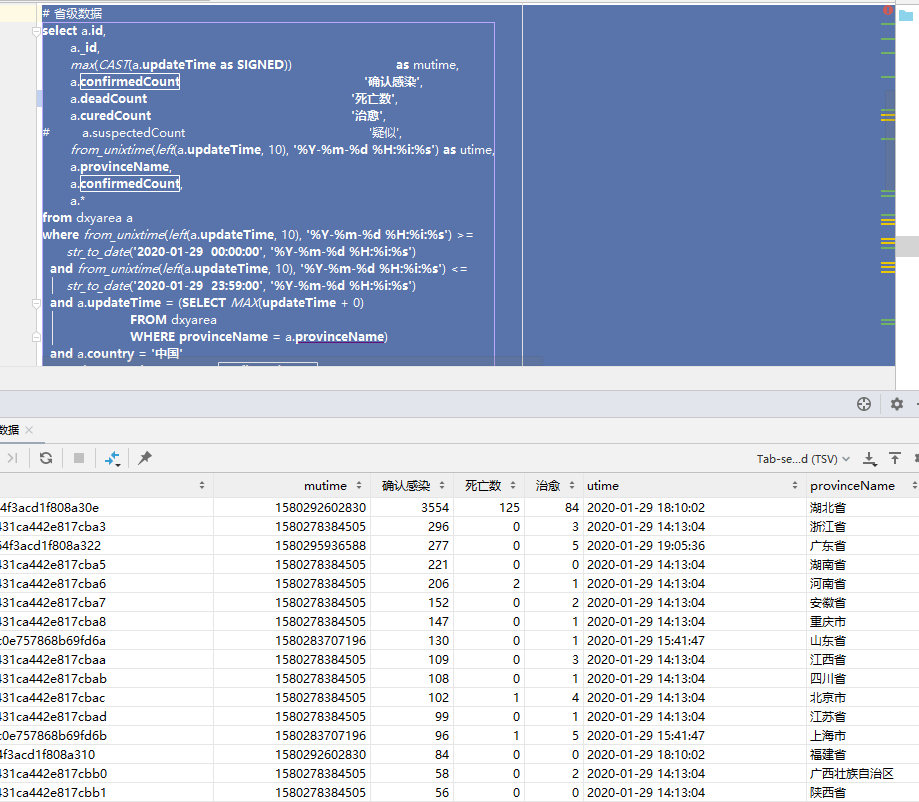 # 省级数据
select a.id,
a._id,
max(CAST(a.updateTime as SIGNED)) as mutime,
a.confirmedCount '确认感染',
a.deadCount '死亡数',
a.curedCount '治愈',
# a.suspectedCount '疑似',
from_unixtime(left(a.updateTime, 10), '%Y-%m-%d %H:%i:%s') as utime,
a.provinceName,
a.confirmedCount,
a.*
from dxyarea a
where from_unixtime(left(a.updateTime, 10), '%Y-%m-%d %H:%i:%s') >=
str_to_date('2020-01-29 00:00:00', '%Y-%m-%d %H:%i:%s')
and from_unixtime(left(a.updateTime, 10), '%Y-%m-%d %H:%i:%s') <=
str_to_date('2020-01-29 23:59:00', '%Y-%m-%d %H:%i:%s')
and a.updateTime = (SELECT MAX(updateTime + 0)
FROM dxyarea
WHERE provinceName = a.provinceName)
and a.country = '中国'
数据
Tab-se...d (TSV)
mutime 确认感染 死亡数 治愈 utime provinceName
4f3acd1f808a30e 1580292602830 3554 125 84 2020-01-29 18:10:02 湖北省
431ca442e817cba3 1580278384505 296 0 3 2020-01-29 14:13:04 浙江省
64f3acd1f808a322 1580295936588 277 0 5 2020-01-29 19:05:36 广东省
431ca442e817cba5 1580278384505 221 0 0 2020-01-29 14:13:04 湖南省
431ca442e817cba6 1580278384505 206 2 1 2020-01-29 14:13:04 河南省
431ca442e817cba7 1580278384505 152 0 2 2020-01-29 14:13:04 安徽省
431ca442e817cba8 1580278384505 147 0 1 2020-01-29 14:13:04 重庆市
c0e757868b69fd6a 1580283707196 130 0 1 2020-01-29 15:41:47 山东省
431ca442e817cbaa 1580278384505 109 0 3 2020-01-29 14:13:04 江西省
431ca442e817cbab 1580278384505 108 0 1 2020-01-29 14:13:04 四川省
431ca442e817cbac 1580278384505 102 1 4 2020-01-29 14:13:04 北京市
431ca442e817cbad 1580278384505 99 0 1 2020-01-29 14:13:04 江苏省
c0e757868b69fd6b 1580283707196 96 1 5 2020-01-29 15:41:47 上海市
4f3acd1f808a310 1580292602830 84 0 0 2020-01-29 18:10:02 福建省
431ca442e817cbb0 1580278384505 58 0 2 2020-01-29 14:13:04 广西壮族自治区
431ca442e817cbb1 1580278384505 56 0 0 2020-01-29 14:13:04 陕西省